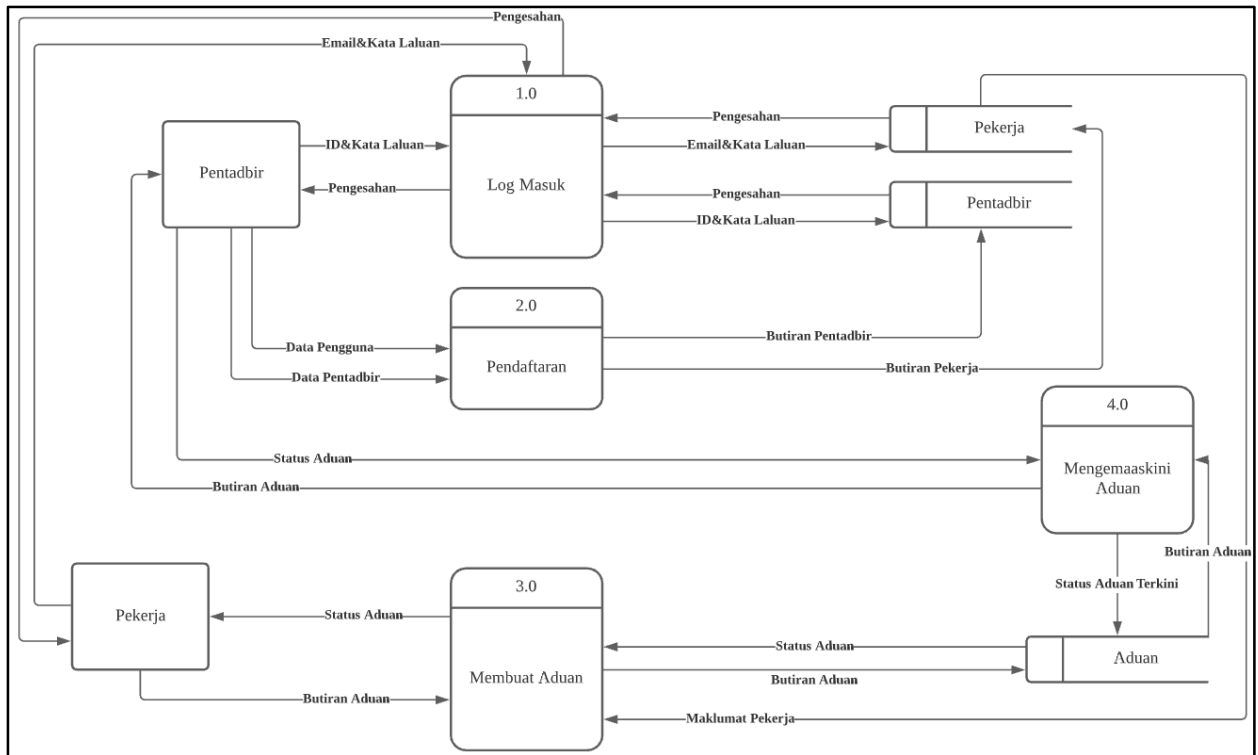 Pengesahan
Email&Kata Laluan
1.0
Log Masuk
Pentadbir
ID&Kata Laluan
Pengesahan
Pengesahan
Email&Kata Laluan
Pekerja
Pengesahan
ID&Kata Laluan
Pentadbir
2.0
Pendaftaran
Data Pengguna
Data Pentadbir
Butiran Pentadbir
Butiran Pekerja
4.0
Mengemaaskini
Aduan
Status Aduan
Butiran Aduan
Butiran Aduan
Status Aduan Terkini
Pekerja
3.0
Membuat Aduan
Status Aduan
Butiran Aduan
Status Aduan
Butiran Aduan
Aduan
Maklumat Pekerja